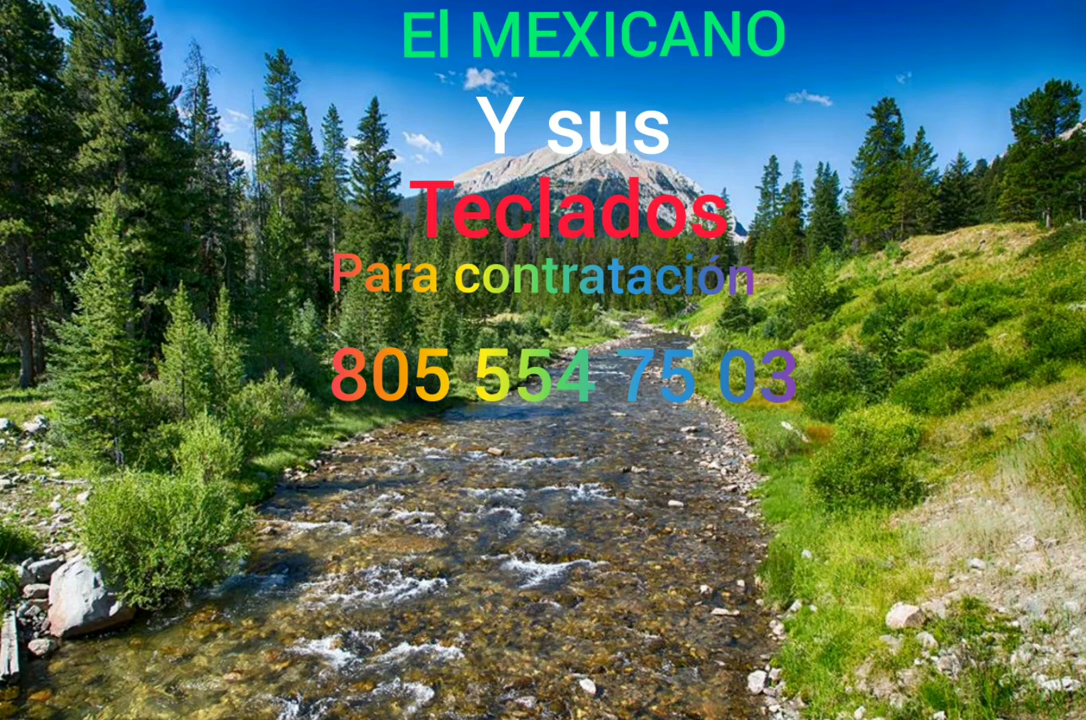 El MEXICANO
Y sus
Teclados
Para contratación
805 554 75 03